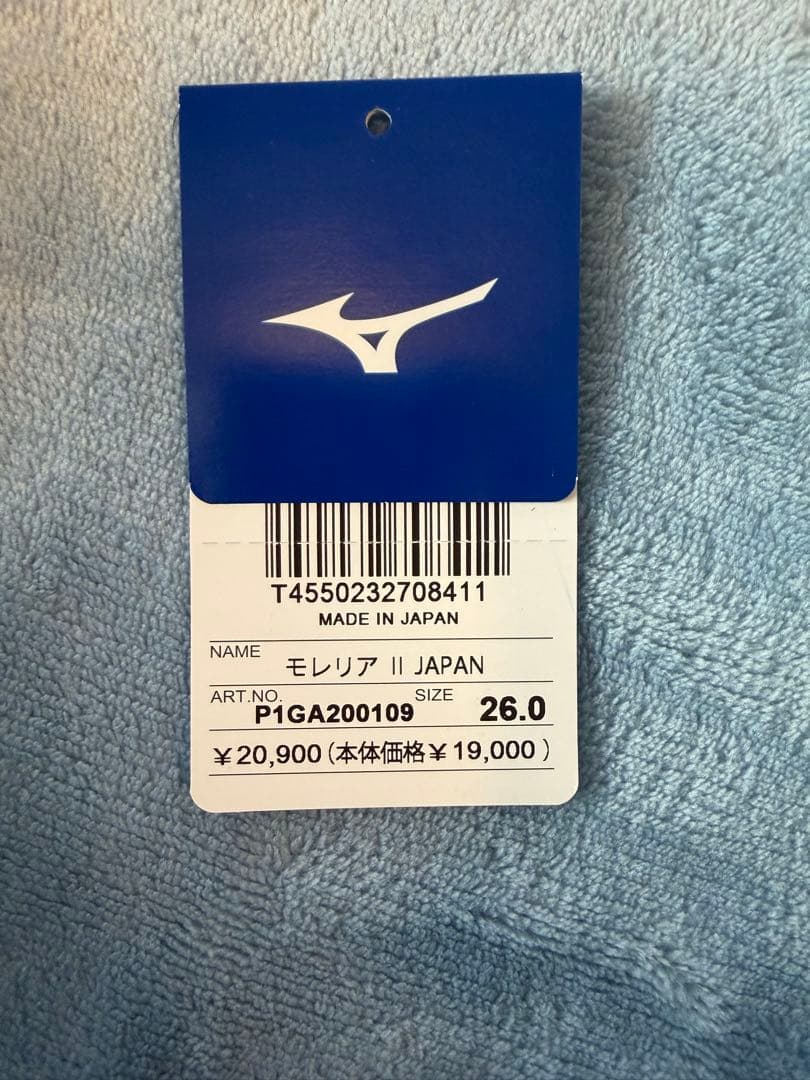 T4550232708411
MADE IN JAPAN
NAME
モレリア II JAPAN
ART.NO. P1GA200109 SIZE 26.0
¥20,900(本体価格¥19,000)